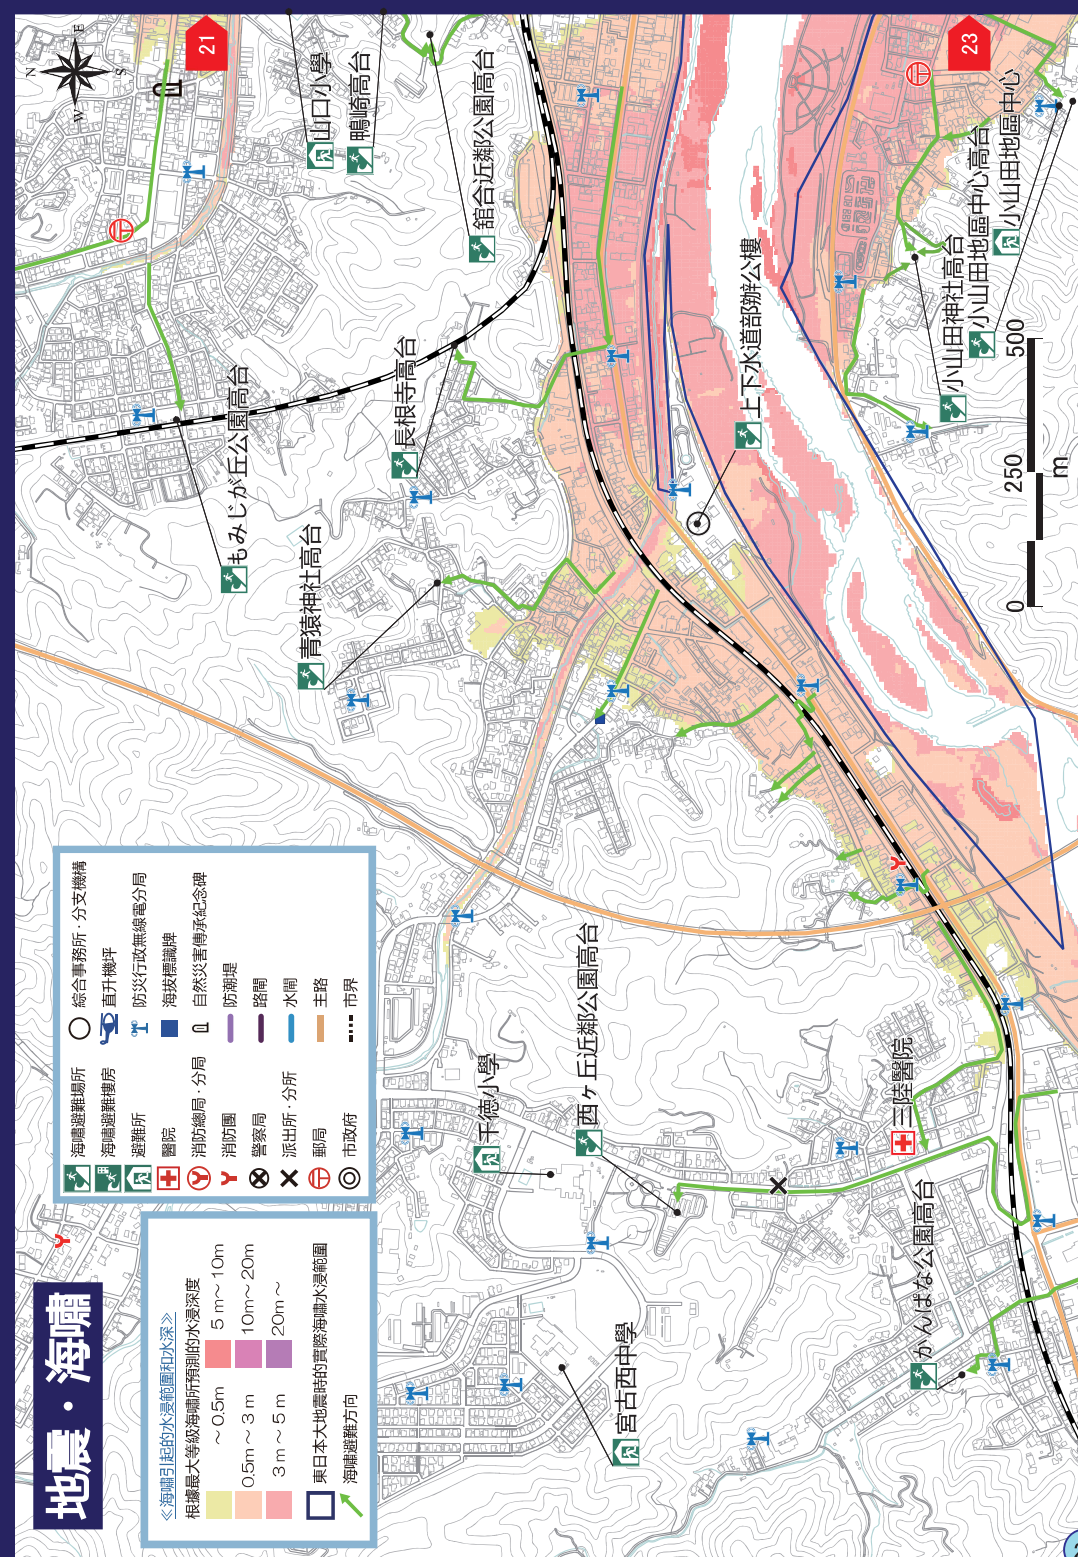 地震・海嘯
≪海嘯引起的水浸範圍和水深≫
根據最大等級海嘯所預測的水浸深度
～0.5m
0.5m～3m
3m～5m
5m～10m
10m～20m
20m～
東日本大地震時的實際海嘯水浸範圍
海嘯避難方向
海嘯避難場所
海嘯避難樓房
避難所
醫院
消防總局·分局
消防團
警察局
派出所·分所
郵局
市政府
綜合事務所·分支機構
直升機坪
防災行政無線電分局
海拔標識牌
自然災害傳承紀念碑
防潮堤
路閘
水閘
主路
市界
N
E
S
W
21
23
山口小學
鴨崎高台
舘合近鄰公園高台
もみじが丘公園高台
長根寺高台
青猿神社高台
上下水道部辦公樓
小山田神社高台
小山田地區中心高台
小山田地區中心
千徳小學
西ヶ丘近鄰公園高台
三陸醫院
かんばな公園高台
宮古西中學
0
250
500
m